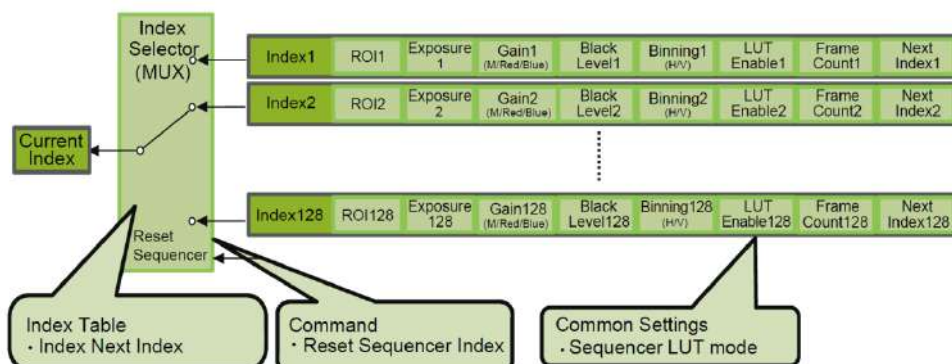 Index
Selector
(MUX)
Index1 ROI1 Exposure 1 Gain1 (M/Red/Blue) Black Level1 Binning1 (H/V) LUT Enable1 Frame Count1 Next Index1
Index2 ROI2 Exposure 2 Gain2 (M/Red/Blue) Black Level2 Binning2 (H/V) LUT Enable2 Frame Count2 Next Index2
Current
Index
Index128 ROI128 Exposure 128 Gain128 (M/Red/Blue) Black Level128 Binning128 (H/V) LUT Enable128 Frame Count128 Next Index128
Reset
Sequencer
Index Table
・Index Next Index
Command
・Reset Sequencer Index
Common Settings
・Sequencer LUT mode